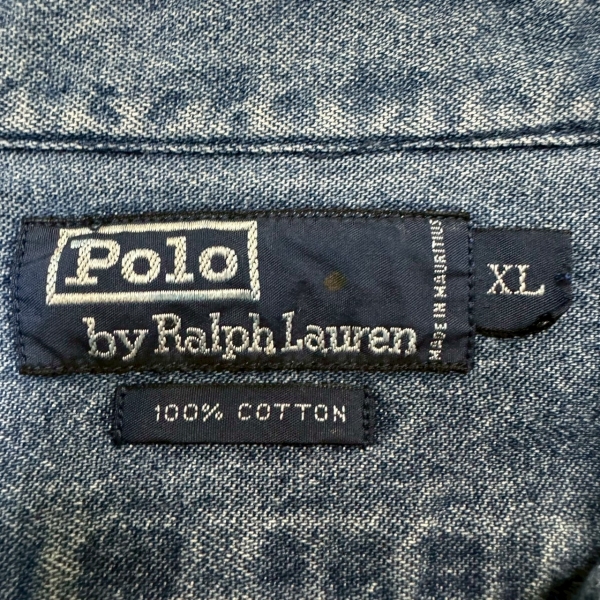 Polo
by Ralph Lauren
MADE IN MAURITIUS
XL
100% COTTON